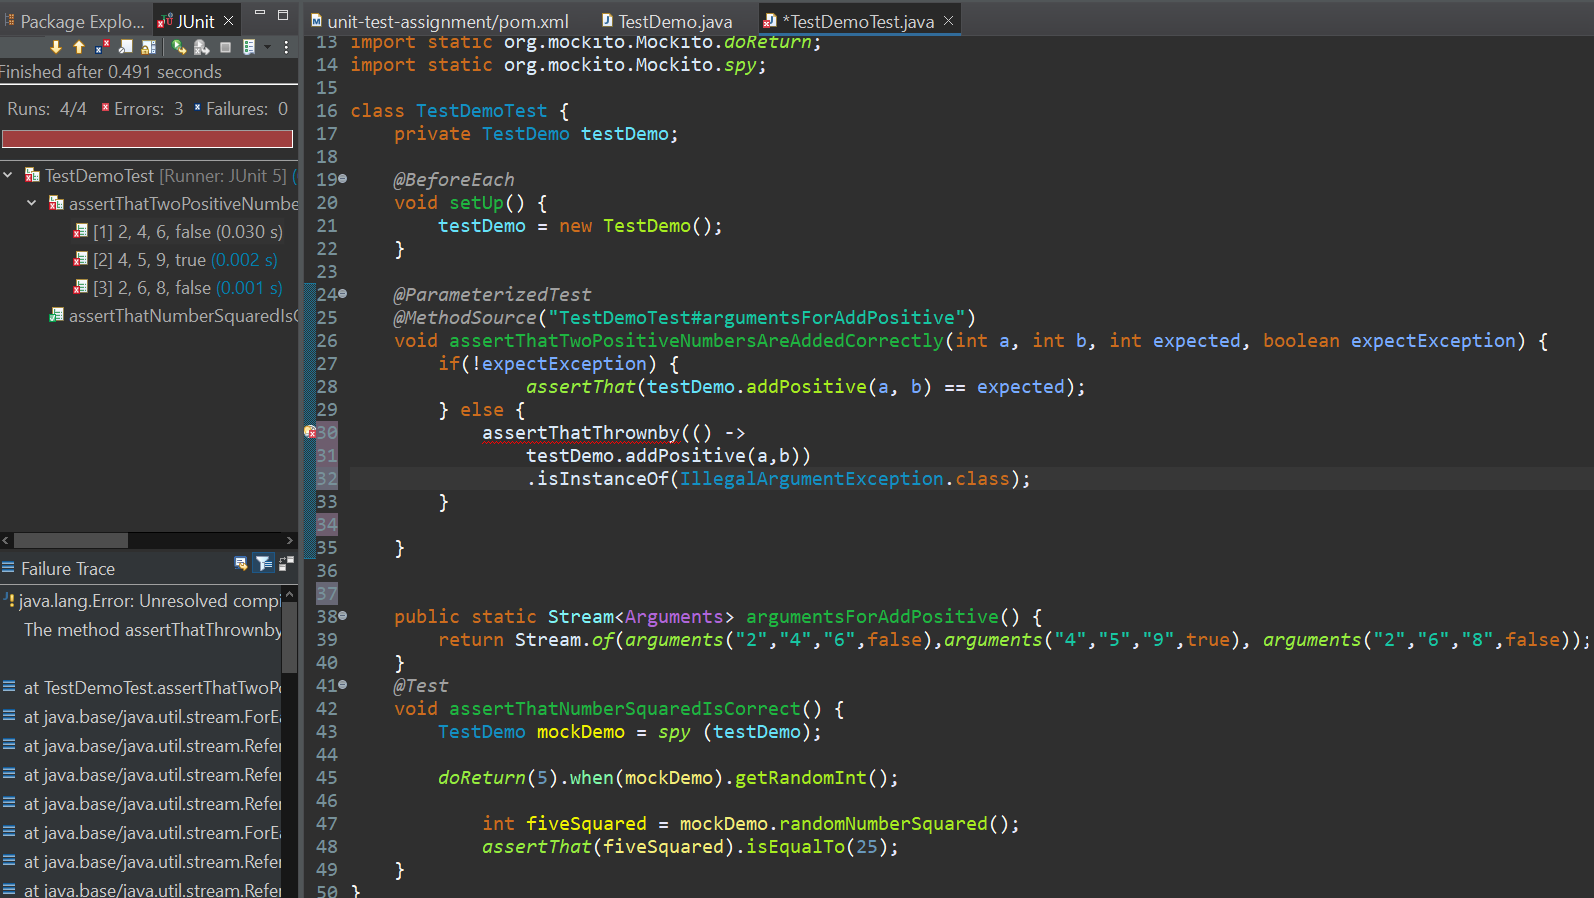 Package Explo...
JUnit
unit-test-assignment/pom.xml
TestDemo.java
*TestDemoTest.java
Finished after 0.491 seconds
Runs: 4/4 Errors: 3 Failures: 0
TestDemoTest [Runner: JUnit 5] (
assertThatTwoPositiveNumbe
[1] 2, 4, 6, false (0.030 s)
[2] 4, 5, 9, true (0.002 s)
[3] 2, 6, 8, false (0.001 s)
assertThatNumberSquaredIsC
Failure Trace
java.lang.Error: Unresolved compi
The method assertThatThrownby
at TestDemoTest.assertThatTwoPo
at java.base/java.util.stream.ForEa
at java.base/java.util.stream.Refer
at java.base/java.util.stream.Refer
at java.base/java.util.stream.Refer
at java.base/java.util.stream.ForEa
at java.base/java.util.stream.Refer
at java.base/java.util.stream.Refer
13 import static org.mockito.Mockito.doReturn;
14 import static org.mockito.Mockito.spy;
15
16 class TestDemoTest {
17 private TestDemo testDemo;
18
19 @BeforeEach
20 void setUp() {
21 testDemo = new TestDemo();
22 }
23
24 @ParameterizedTest
25 @MethodSource("TestDemoTest#argumentsForAddPositive")
26 void assertThatTwoPositiveNumbersAreAddedCorrectly(int a, int b, int expected, boolean expectException) {
27 if(!expectException) {
28 assertThat(testDemo.addPositive(a, b) == expected);
29 } else {
30 assertThatThrownby(() ->
31 testDemo.addPositive(a,b))
32 .isInstanceOf(IllegalArgumentException.class);
33 }
34
35 }
36
37
38 public static Stream<Arguments> argumentsForAddPositive() {
39 return Stream.of(arguments("2","4","6",false),arguments("4","5","9",true), arguments("2","6","8",false));
40 }
41 @Test
42 void assertThatNumberSquaredIsCorrect() {
43 TestDemo mockDemo = spy (testDemo);
44
45 doReturn(5).when(mockDemo).getRandomInt();
46
47 int fiveSquared = mockDemo.randomNumberSquared();
48 assertThat(fiveSquared).isEqualTo(25);
49 }
50 }